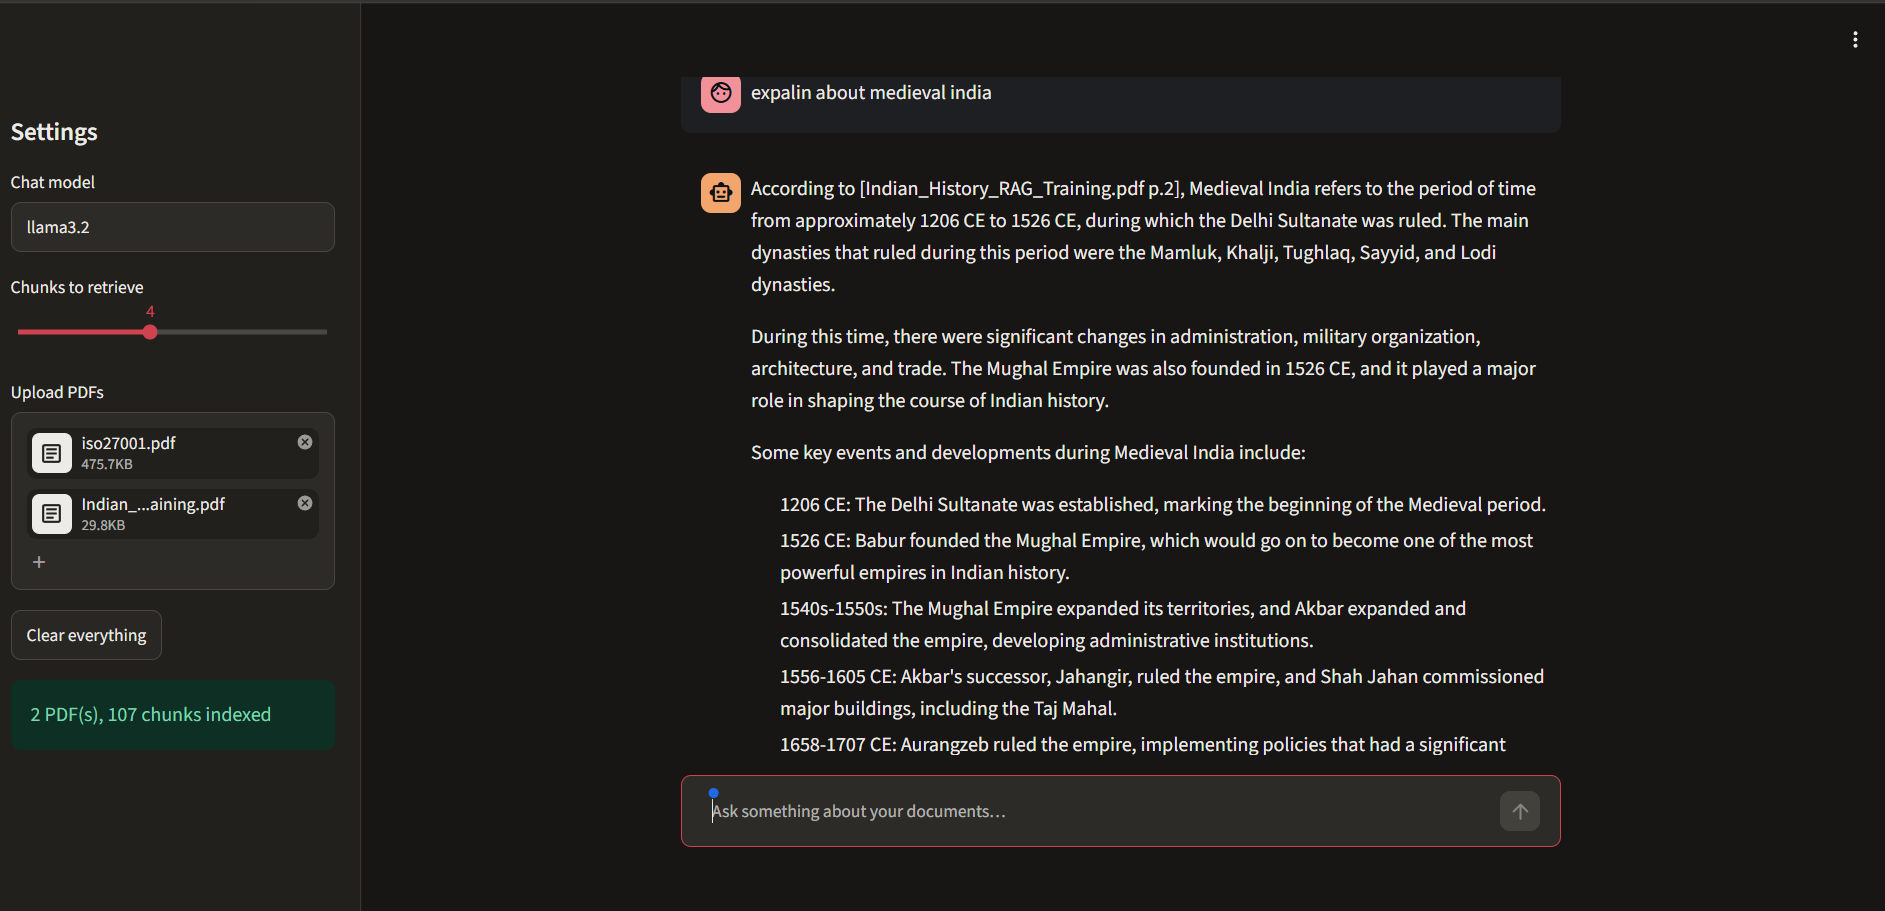 Settings
Chat model
llama3.2
Chunks to retrieve
4
Upload PDFs
iso27001.pdf
475.7KB
Indian_...aining.pdf
29.8KB
+
Clear everything
2 PDF(s), 107 chunks indexed
expalin about medieval india
According to [Indian_History_RAG_Training.pdf p.2], Medieval India refers to the period of time
from approximately 1206 CE to 1526 CE, during which the Delhi Sultanate was ruled. The main
dynasties that ruled during this period were the Mamluk, Khalji, Tughlaq, Sayyid, and Lodi
dynasties.
During this time, there were significant changes in administration, military organization,
architecture, and trade. The Mughal Empire was also founded in 1526 CE, and it played a major
role in shaping the course of Indian history.
Some key events and developments during Medieval India include:
1206 CE: The Delhi Sultanate was established, marking the beginning of the Medieval period.
1526 CE: Babur founded the Mughal Empire, which would go on to become one of the most
powerful empires in Indian history.
1540s-1550s: The Mughal Empire expanded its territories, and Akbar expanded and
consolidated the empire, developing administrative institutions.
1556-1605 CE: Akbar's successor, Jahangir, ruled the empire, and Shah Jahan commissioned
major buildings, including the Taj Mahal.
1658-1707 CE: Aurangzeb ruled the empire, implementing policies that had a significant
Ask something about your documents...